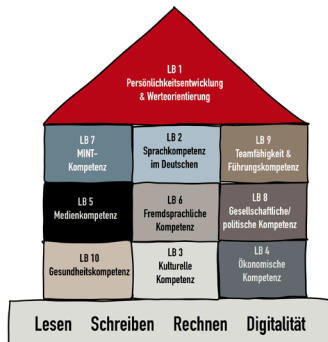 LB 1
Persönlichkeitsentwicklung
& Werteorientierung
LB 7
MINT-
Kompetenz
LB 2
Sprachkompetenz
im Deutschen
LB 9
Teamfähigkeit &
Führungskompetenz
LB 5
Medienkompetenz
LB 6
Fremdsprachliche
Kompetenz
LB 8
Gesellschaftliche/
politische Kompetenz
LB 10
Gesundheitskompetenz
LB 3
Kulturelle
Kompetenz
LB 4
Ökonomische
Kompetenz
Lesen Schreiben Rechnen Digitalität